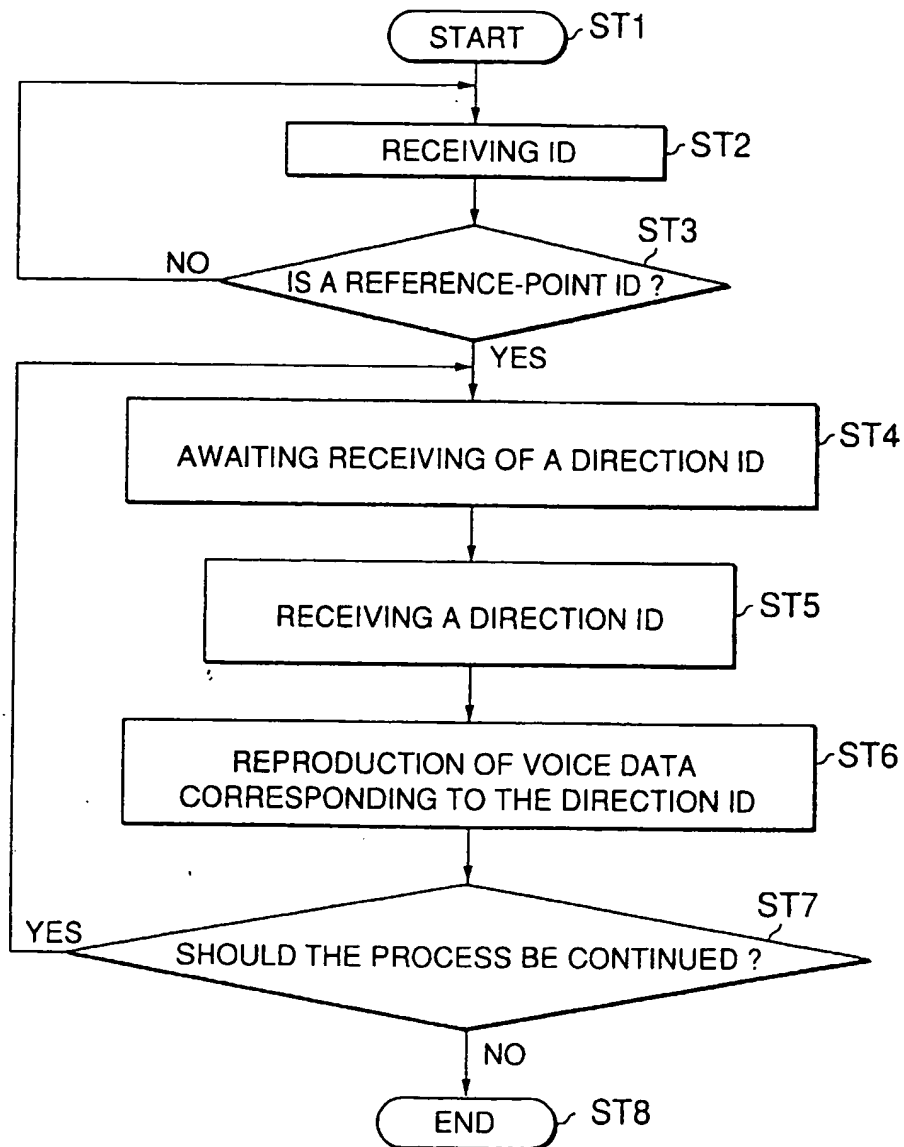 START
ST1
RECEIVING ID
ST2
ST3
NO
IS A REFERENCE-POINT ID ?
YES
AWAITING RECEIVING OF A DIRECTION ID
ST4
RECEIVING A DIRECTION ID
ST5
REPRODUCTION OF VOICE DATA
CORRESPONDING TO THE DIRECTION ID
ST6
ST7
YES
SHOULD THE PROCESS BE CONTINUED ?
NO
END
ST8